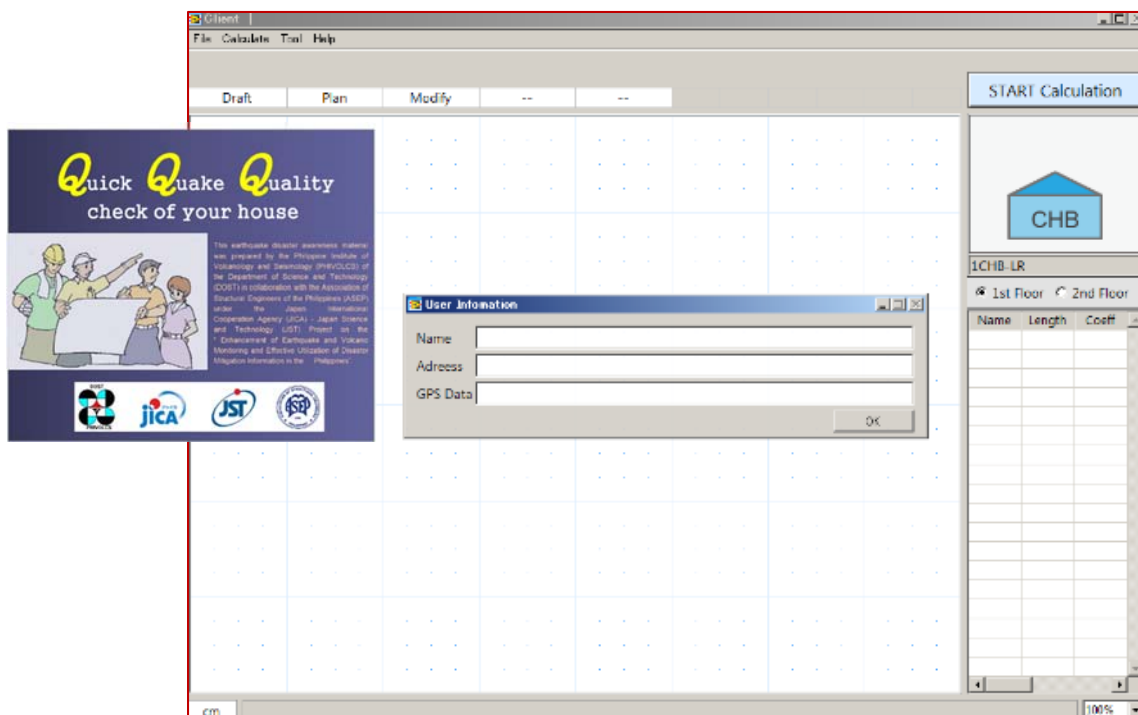 Client
File Calculate Tool Help
Draft Plan Modify -- --
START Calculation
CHB
1CHB-LR
1st Floor 2nd Floor
Name Length Coeff
Quick Quake Quality
check of your house
This earthquake disaster awareness material
was prepared by the Philippine Institute of
Volcanology and Seismology (PHIVOLCS) of
the Department of Science and Technology
(DOST) in collaboration with the Association of
Structural Engineers of the Philippines (ASEP)
under the Japan International
Cooperation Agency (JICA) - Japan Science
and Technology (JST) Project on the
" Enhancement of Earthquake and Volcano
Monitoring and Effective Utilization of Disaster
Mitigation Information in the Philippines".
DOST
PHIVOLCS
JICA
JST
ASEP
User Infomation
Name
Adreess
GPS Data
OK
cm
100%